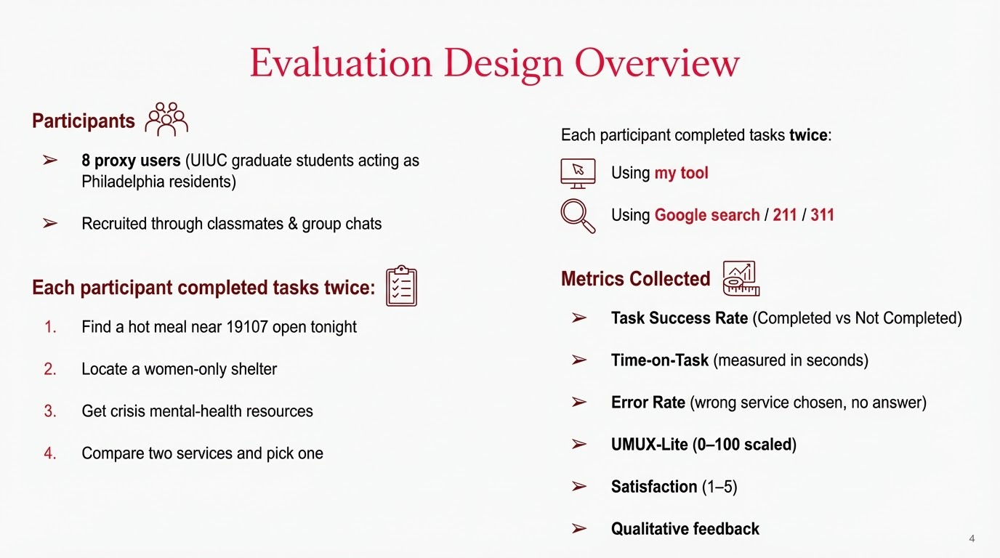 Evaluation Design Overview
Participants
➢ 8 proxy users (UIUC graduate students acting as
Philadelphia residents)
➢ Recruited through classmates & group chats
Each participant completed tasks twice:
1. Find a hot meal near 19107 open tonight
2. Locate a women-only shelter
3. Get crisis mental-health resources
4. Compare two services and pick one
Each participant completed tasks twice:
Using my tool
Using Google search / 211 / 311
Metrics Collected
➢ Task Success Rate (Completed vs Not Completed)
➢ Time-on-Task (measured in seconds)
➢ Error Rate (wrong service chosen, no answer)
➢ UMUX-Lite (0–100 scaled)
➢ Satisfaction (1–5)
➢ Qualitative feedback
4